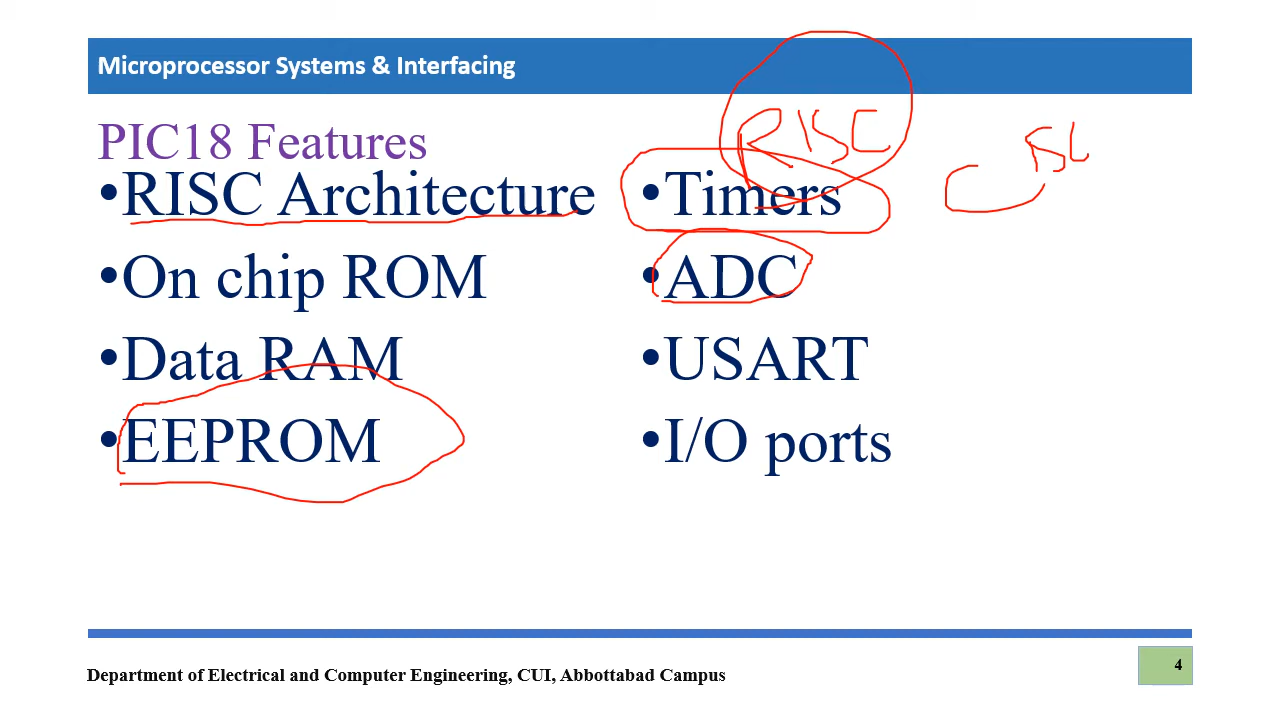 Microprocessor Systems & Interfacing
PIC18 Features
•RISC Architecture
•On chip ROM
•Data RAM
•EEPROM
RISC
•Timers
•ADC
•USART
•I/O ports
CISC
Department of Electrical and Computer Engineering, CUI, Abbottabad Campus
4